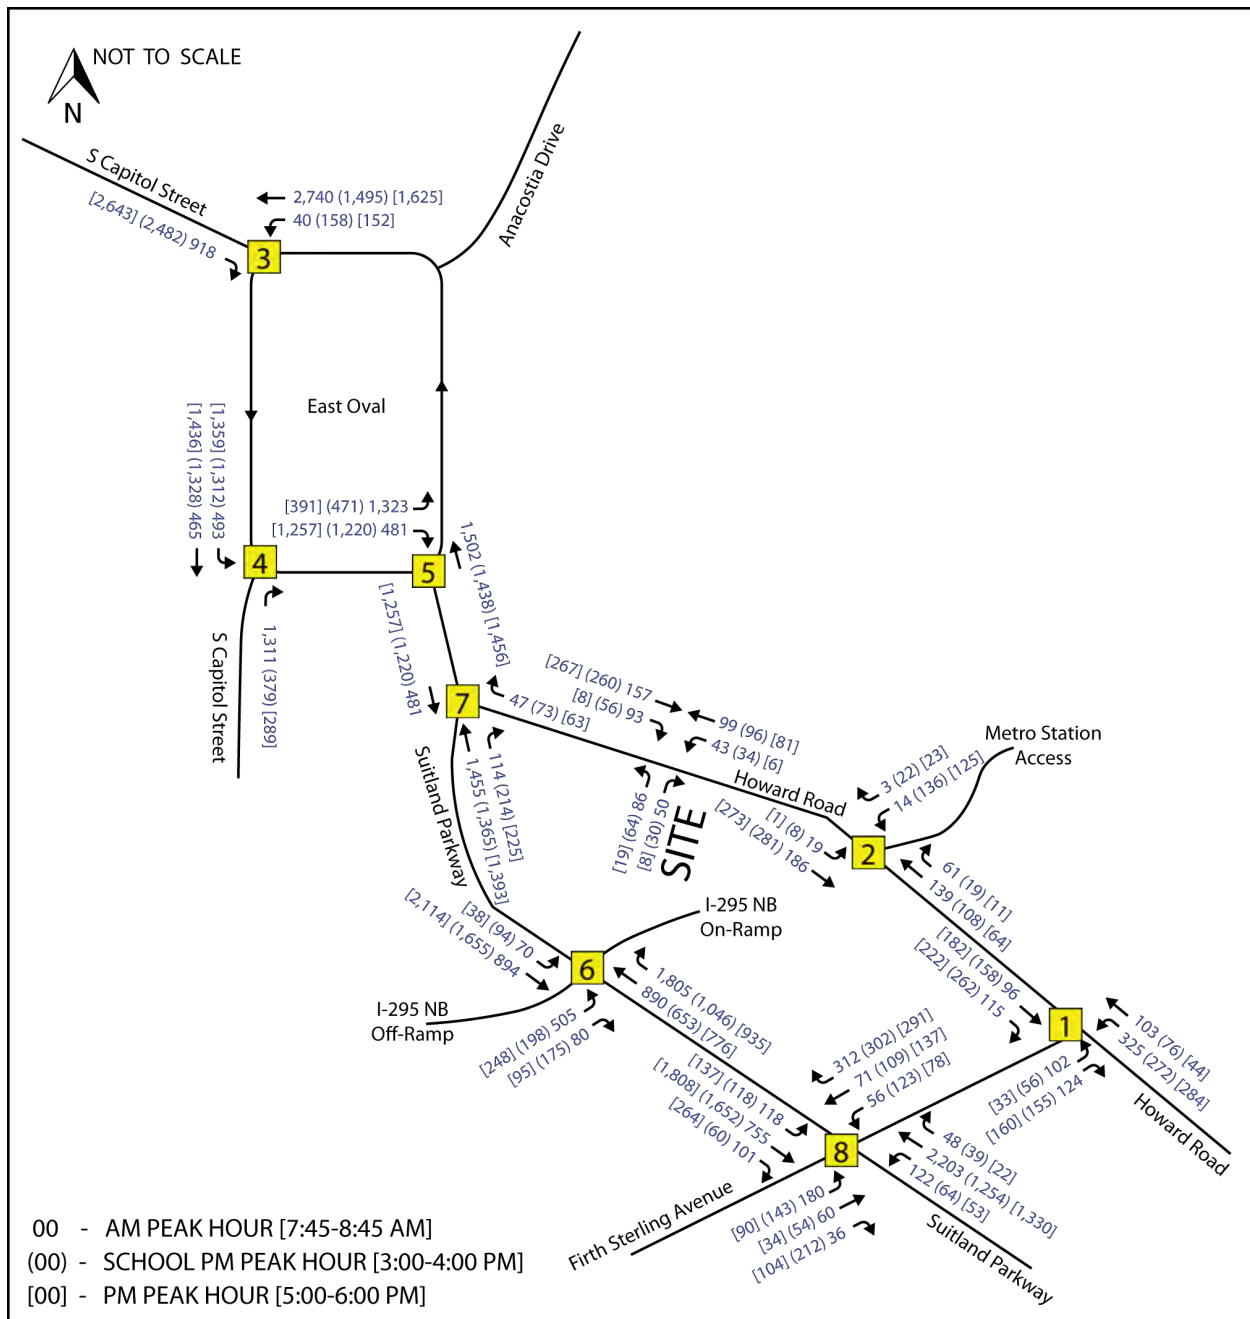 NOT TO SCALE
N
S Capitol Street
[2,643] (2,482) 918
2,740 (1,495) [1,625]
40 (158) [152]
3
Anacostia Drive
East Oval
[1,359] (1,312) 493
[1,436] (1,328) 465
[391] (471) 1,323
[1,257] (1,220) 481
4
5
1,311 (379) [289]
S Capitol Street
[1,257] (1,220) 481
1,502 (1,438) [1,456]
7
47 (73) [63]
[267] (260) 157
[8] (56) 93
99 (96) [81]
43 (34) [6]
Howard Road
Metro Station
Access
3 (22) [23]
14 (136) [125]
Suitland Parkway
114 (214) [225]
1,455 (1,365) [1,393]
[19] (64) 86
[8] (30) 50
SITE
[1] (8) 19
[273] (281) 186
2
61 (19) [11]
139 (108) [64]
I-295 NB
On-Ramp
[38] (94) 70
[2,114] (1,655) 894
6
I-295 NB
Off-Ramp
[248] (198) 505
[95] (175) 80
1,805 (1,046) [935]
890 (653) [776]
[182] (158) 96
[222] (262) 115
1
103 (76) [44]
325 (272) [284]
[33] (56) 102
[160] (155) 124
Howard Road
312 (302) [291]
71 (109) [137]
56 (123) [78]
[137] (118) 118
[1,808] (1,652) 755
[264] (60) 101
8
48 (39) [22]
2,203 (1,254) [1,330]
122 (64) [53]
Firth Sterling Avenue
[90] (143) 180
[34] (54) 60
[104] (212) 36
Suitland Parkway
00 - AM PEAK HOUR [7:45-8:45 AM]
(00) - SCHOOL PM PEAK HOUR [3:00-4:00 PM]
[00] - PM PEAK HOUR [5:00-6:00 PM]